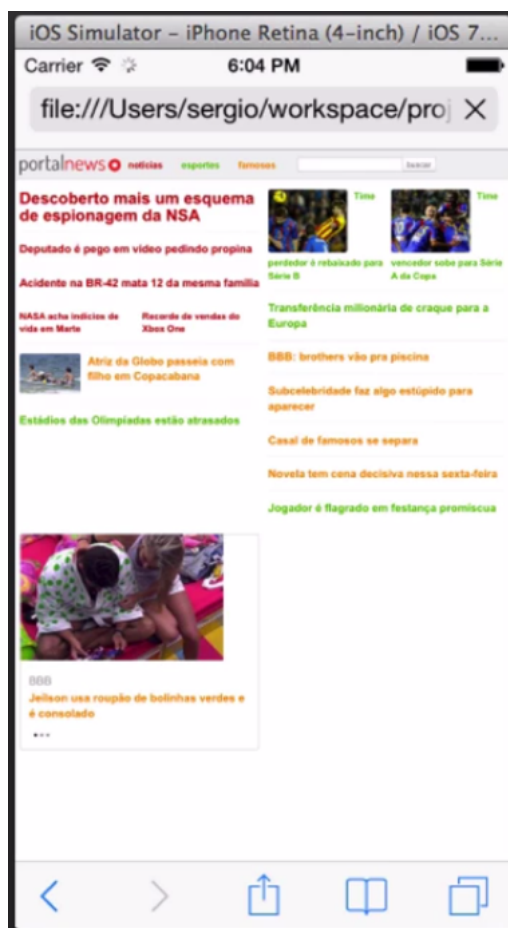 iOS Simulator – iPhone Retina (4-inch) / iOS 7...
Carrier 6:04 PM
file:///Users/sergio/workspace/proj
portalnews noticias esportes famosos buscar
Descoberto mais um esquema
de espionagem da NSA
Deputado é pego em vídeo pedindo propina
Acidente na BR-42 mata 12 da mesma família
NASA acha indícios de
vida em Marte
Recorde de vendas do
Xbox One
Atriz da Globo passeia com
filho em Copacabana
Estádios das Olimpíadas estão atrasados
Time
perdedor é rebaixado para
Série B
Time
vencedor sobe para Série
A da Copa
Transferência milionária de craque para a
Europa
BBB: brothers vão pra piscina
Subcelebridade faz algo estúpido para
aparecer
Casal de famosos se separa
Novela tem cena decisiva nessa sexta-feira
Jogador é flagrado em festança promíscua
BBB
Jeilson usa roupão de bolinhas verdes e
é consolado